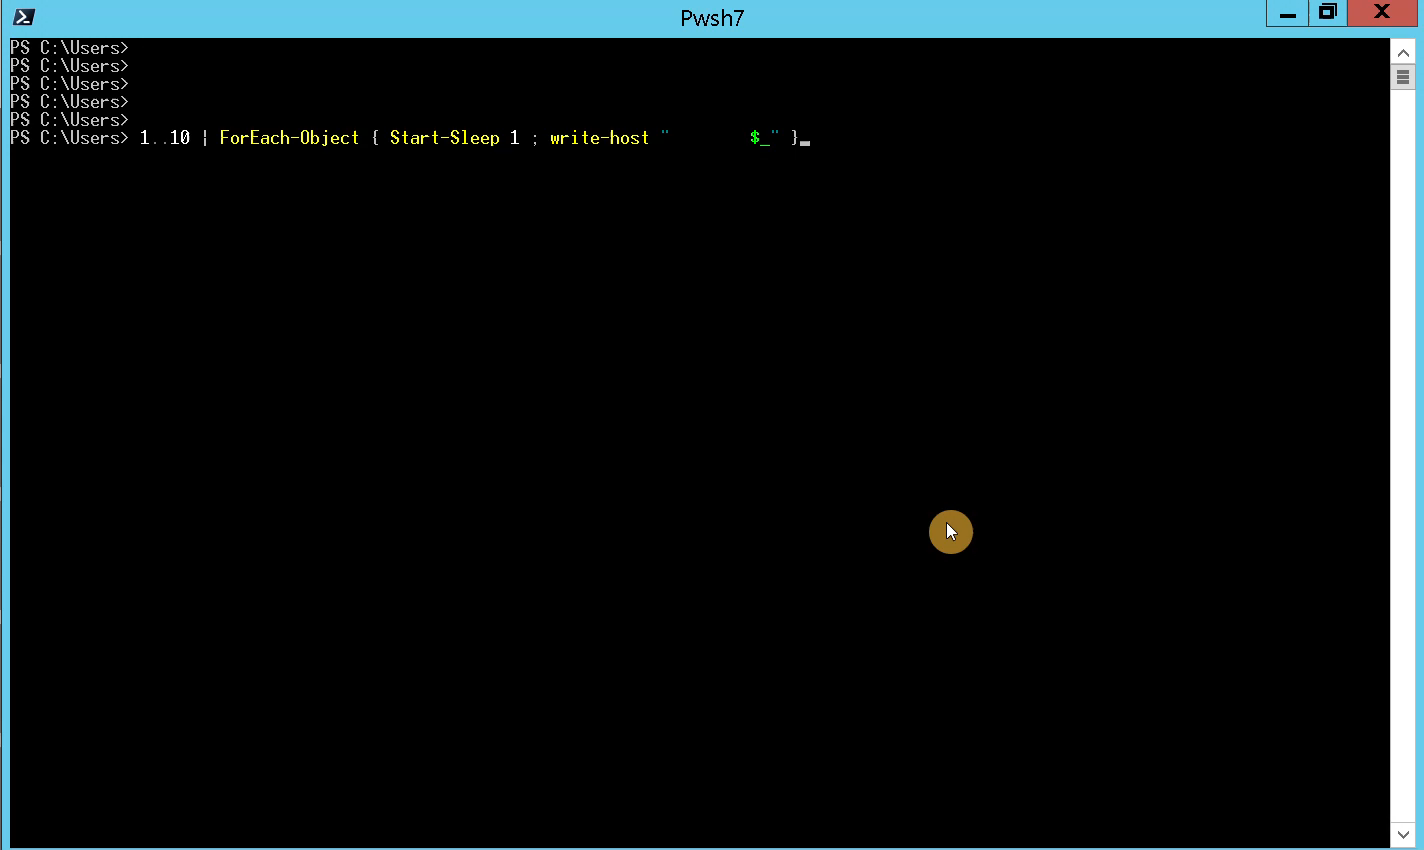 Pwsh7
PS C:\Users>
PS C:\Users>
PS C:\Users>
PS C:\Users>
PS C:\Users>
PS C:\Users> 1..10 | ForEach-Object { Start-Sleep 1 ; write-host "        $_" }